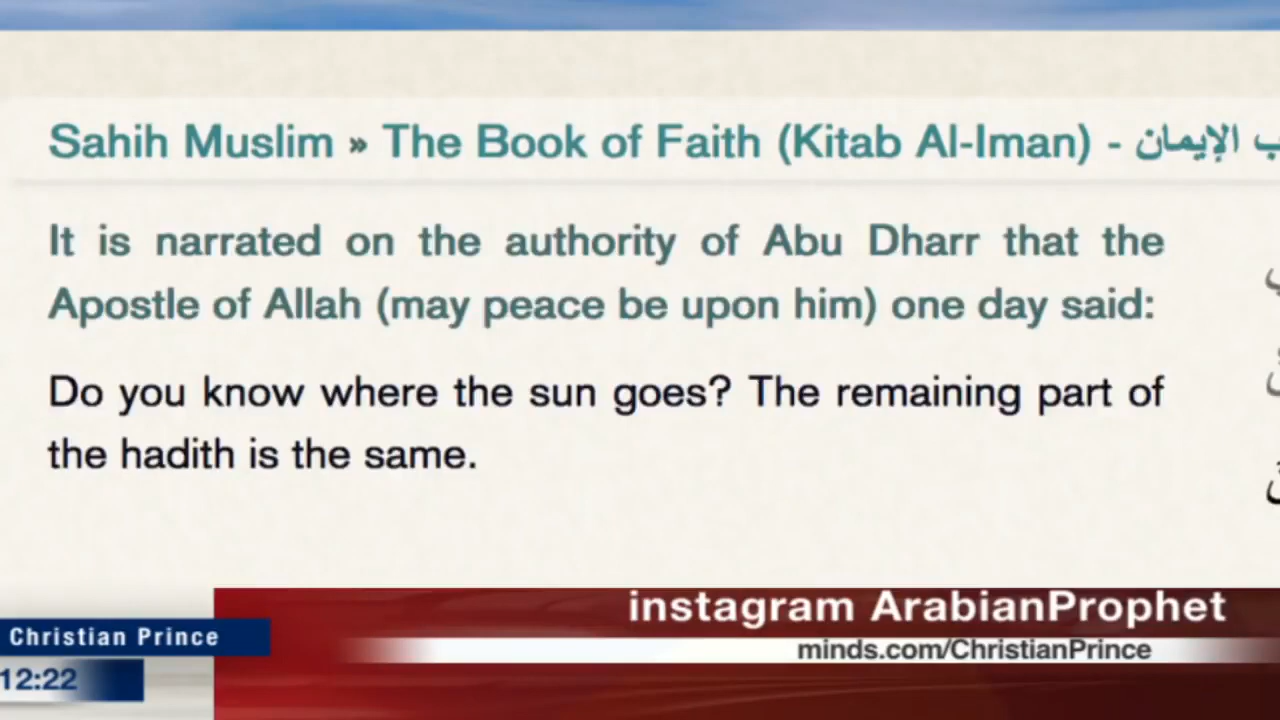 Sahih Muslim » The Book of Faith (Kitab Al-Iman) - ب الإيمان
It is narrated on the authority of Abu Dharr that the
Apostle of Allah (may peace be upon him) one day said:
Do you know where the sun goes? The remaining part of
the hadith is the same.
instagram ArabianProphet
Christian Prince
minds.com/ChristianPrince
12:22